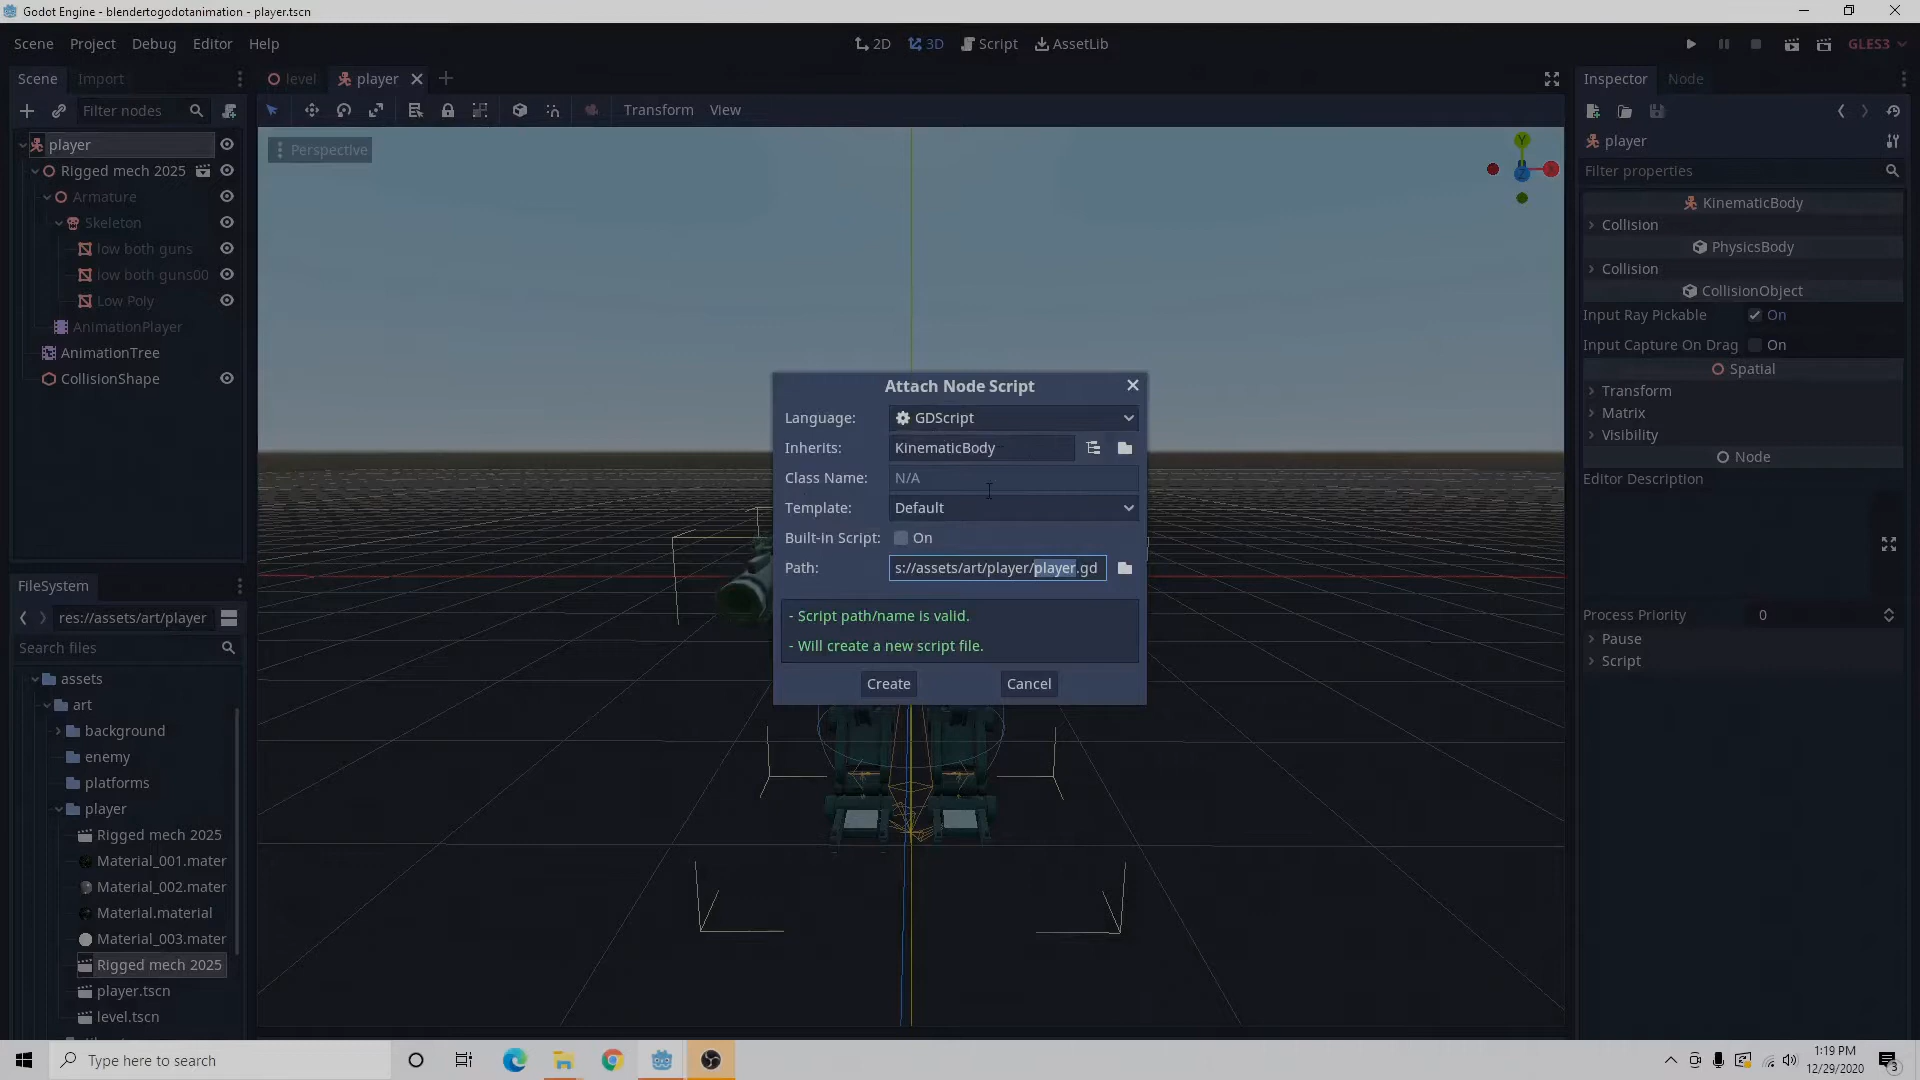 Godot Engine - blendertogodotanimation - player.tscn
Scene Project Debug Editor Help
2D 3D Script AssetLib
GLES3
Scene Import
level player
Inspector Node
Filter nodes
Transform View
player
Rigged mech 2025
Armature
Skeleton
low both guns
low both guns00
Low Poly
AnimationPlayer
AnimationTree
CollisionShape
Perspective
Y
X
Z
Attach Node Script
Language: GDScript
Inherits: KinematicBody
Class Name: N/A
Template: Default
Built-in Script: On
Path: s://assets/art/player/player.gd
- Script path/name is valid.
- Will create a new script file.
Create Cancel
player
Filter properties
KinematicBody
Collision
PhysicsBody
Collision
CollisionObject
Input Ray Pickable On
Input Capture On Drag On
Spatial
Transform
Matrix
Visibility
Node
Editor Description
Process Priority 0
Pause
Script
FileSystem
res://assets/art/player
Search files
assets
art
background
enemy
platforms
player
Rigged mech 2025
Material_001.mater
Material_002.mater
Material.material
Material_003.mater
Rigged mech 2025
player.tscn
level.tscn
Type here to search
1:19 PM
12/29/2020
3